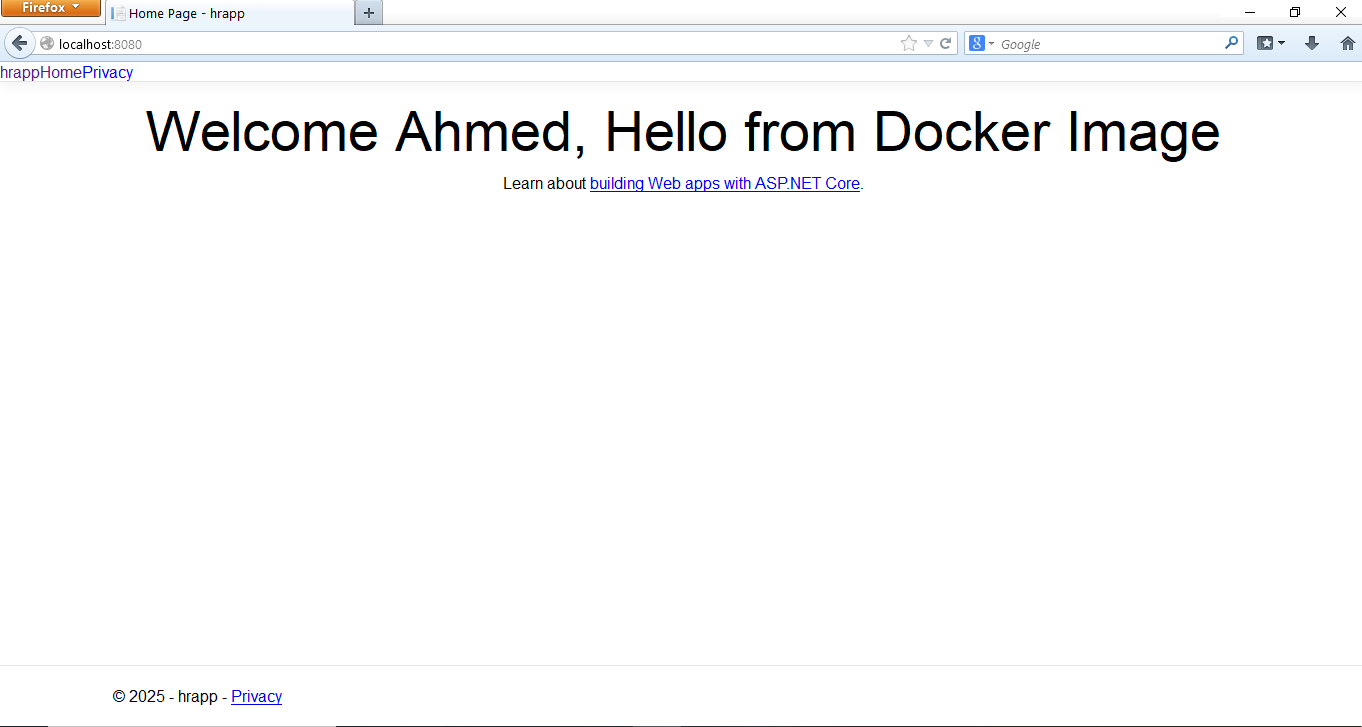 Firefox
Home Page - hrapp
localhost:8080
Google
hrappHomePrivacy
Welcome Ahmed, Hello from Docker Image
Learn about building Web apps with ASP.NET Core.
© 2025 - hrapp - Privacy